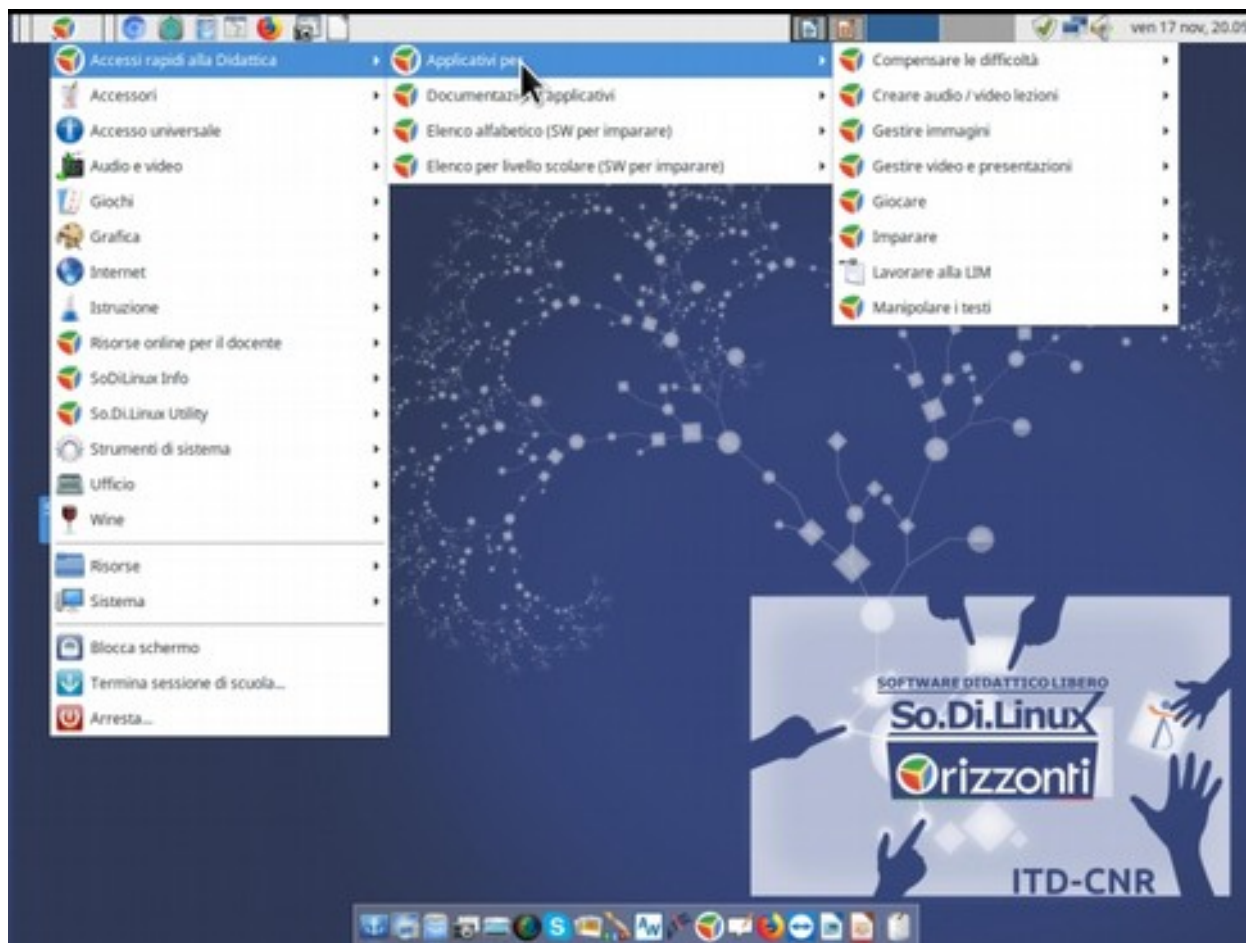 ven 17 nov, 20.05
Accessi rapidi alla Didattica
Accessori
Accesso universale
Audio e video
Giochi
Grafica
Internet
Istruzione
Risorse online per il docente
SoDiLinux Info
So.Di.Linux Utility
Strumenti di sistema
Ufficio
Wine
Risorse
Sistema
Blocca schermo
Termina sessione di scuola...
Arresta...
Applicativi per
applicativi
Elenco alfabetico (SW per imparare)
Elenco per livello scolare (SW per imparare)
Compensare le difficoltà
Creare audio / video lezioni
Gestire immagini
Gestire video e presentazioni
Giocare
Imparare
Lavorare alla LIM
Manipolare i testi
SOFTWARE DIDATTICO LIBERO
So.Di.Linux
Orizzonti
ITD-CNR